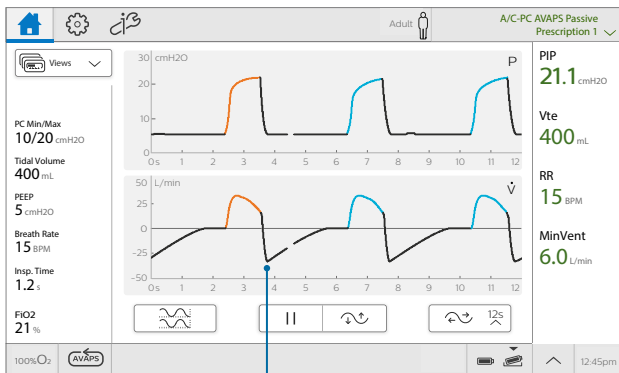 Adult
A/C-PC AVAPS Passive
Prescription 1
Views
PC Min/Max
10/20 cmH2O
Tidal Volume
400 mL
PEEP
5 cmH2O
Breath Rate
15 BPM
Insp. Time
1.2 s
FiO2
21 %
30 cmH2O
P
20
10
0
0s 1 2 3 4 5 6 7 8 9 10 11 12
50 L/min
V̇
25
0
-25
-50
0s 1 2 3 4 5 6 7 8 9 10 11 12
12s
PIP
21.1 cmH2O
Vte
400 mL
RR
15 BPM
MinVent
6.0 L/min
100%O2
AVAPS
12:45pm